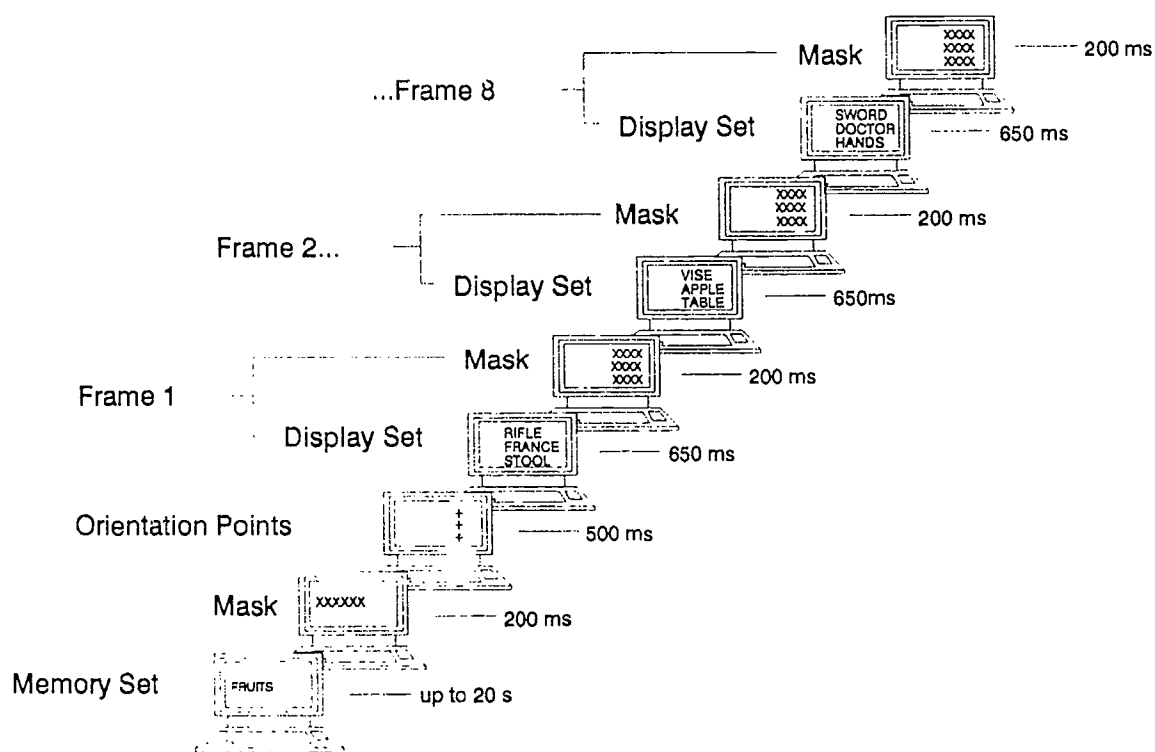 Mask
XXXX
XXXX
XXXX
200 ms
...Frame 8
Display Set
SWORD
DOCTOR
HANDS
650 ms
Mask
XXXX
XXXX
XXXX
200 ms
Frame 2...
Display Set
VISE
APPLE
TABLE
650ms
Mask
XXXX
XXXX
XXXX
200 ms
Frame 1
Display Set
RIFLE
FRANCE
STOOL
650 ms
Orientation Points
+
+
+
500 ms
Mask
XXXXXX
200 ms
Memory Set
FRUITS
up to 20 s